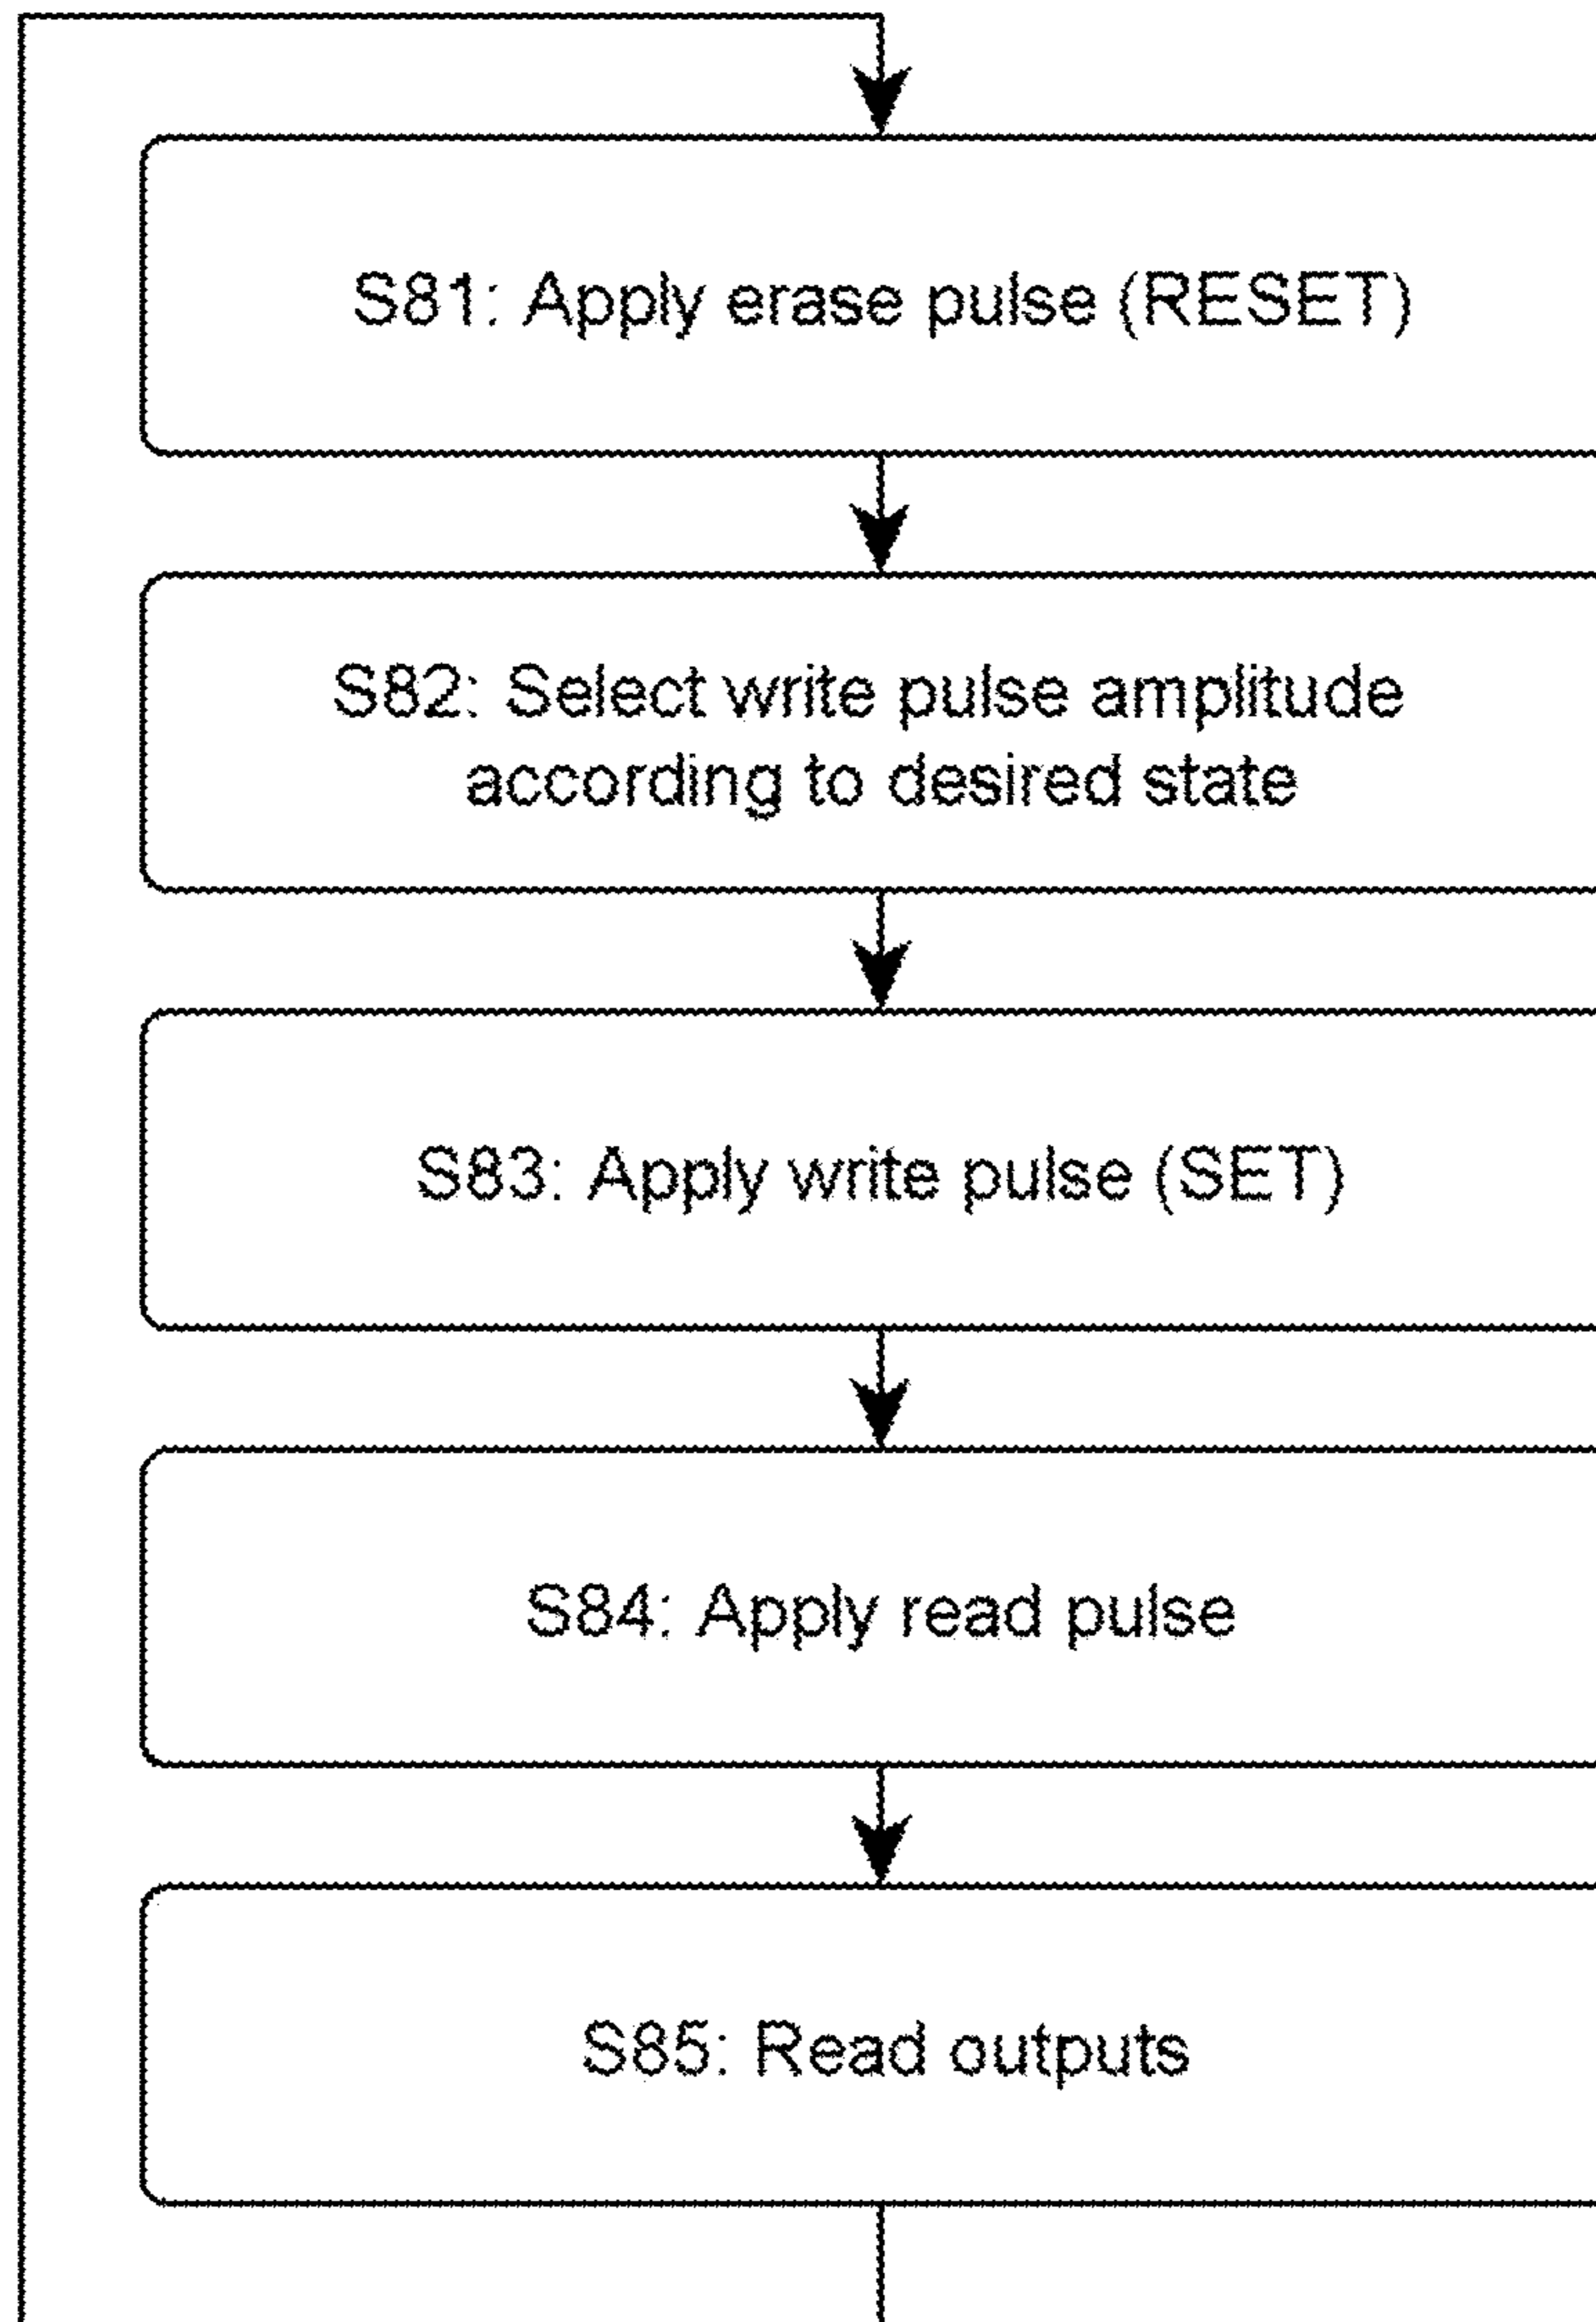 S81: Apply erase pulse (RESET)
S82: Select write pulse amplitude
according to desired state
S83: Apply write pulse (SET)
S84: Apply read pulse
S85: Read outputs